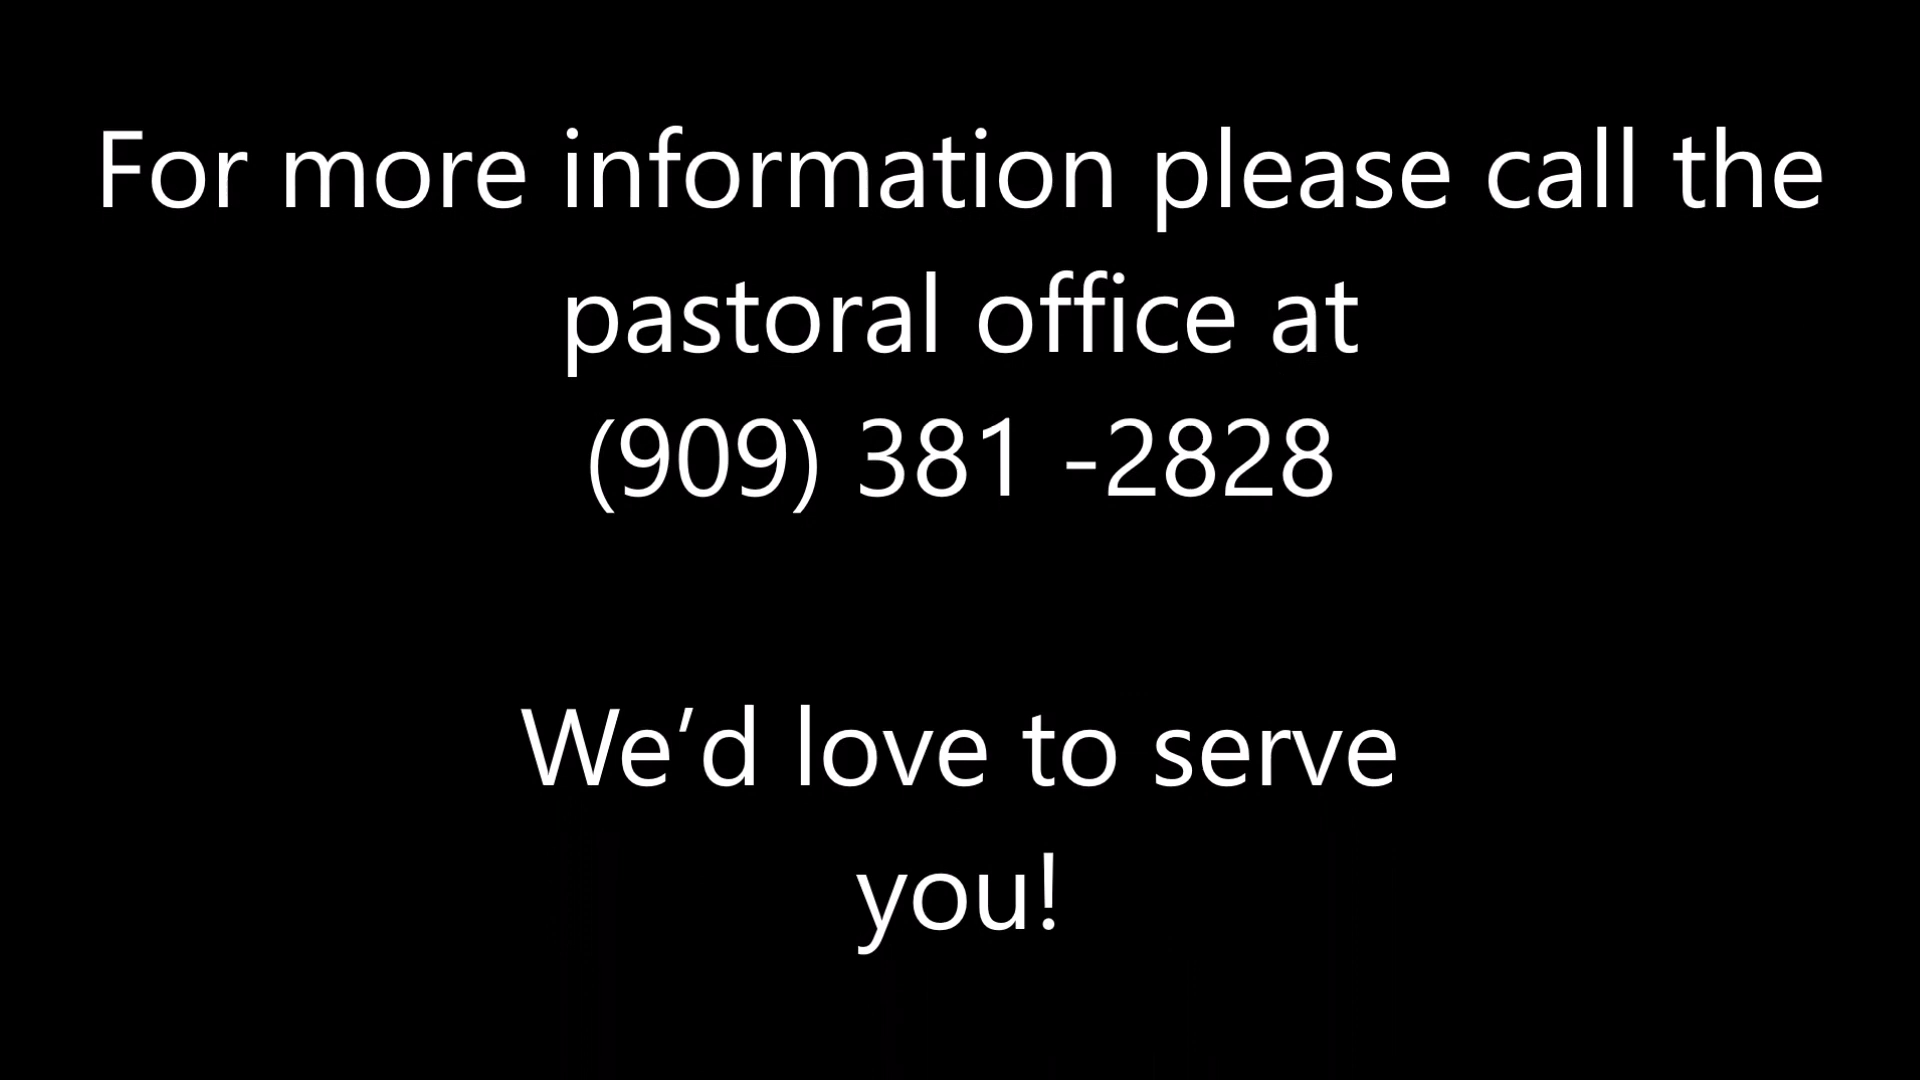 For more information please call the
pastoral office at
(909) 381 -2828
We’d love to serve
you!